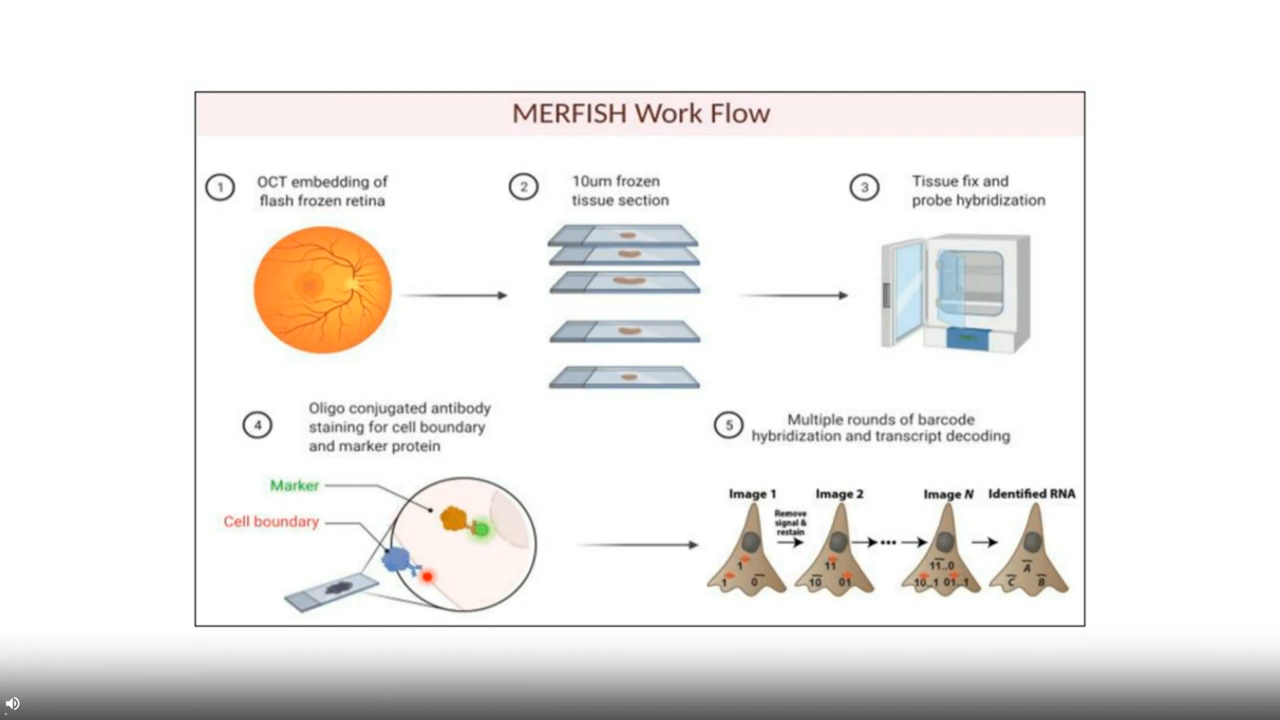 MERFISH Work Flow
1
OCT embedding of
flash frozen retina
2
10um frozen
tissue section
3
Tissue fix and
probe hybridization
4
Oligo conjugated antibody
staining for cell boundary
and marker protein
Marker
Cell boundary
5
Multiple rounds of barcode
hybridization and transcript decoding
Image 1
Image 2
Image N
Identified RNA
Remove
signal &
restain
1
1
0
11
10
01
11..0
10..1
01..1
A
C
B